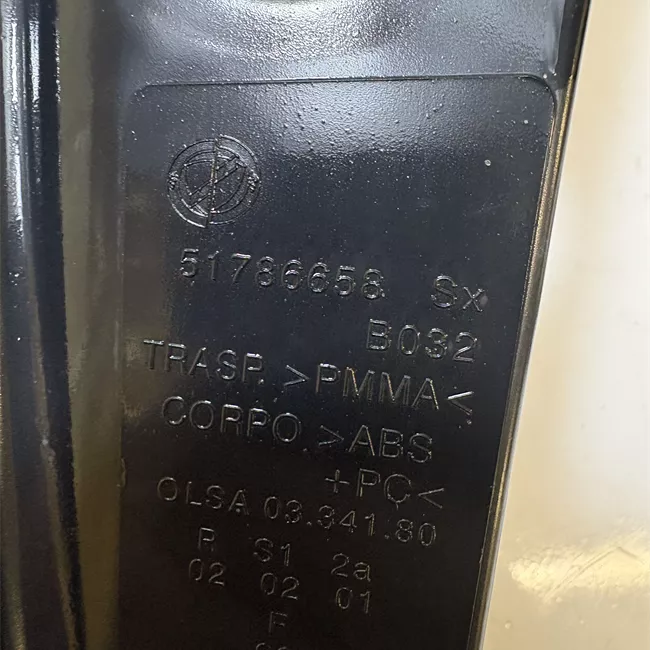 51786658 Sx
B032
TRASP. >PMMA<
CORPO >ABS
+PC<
OLSA 03.341.80
R S1 2a
02 02 01
F